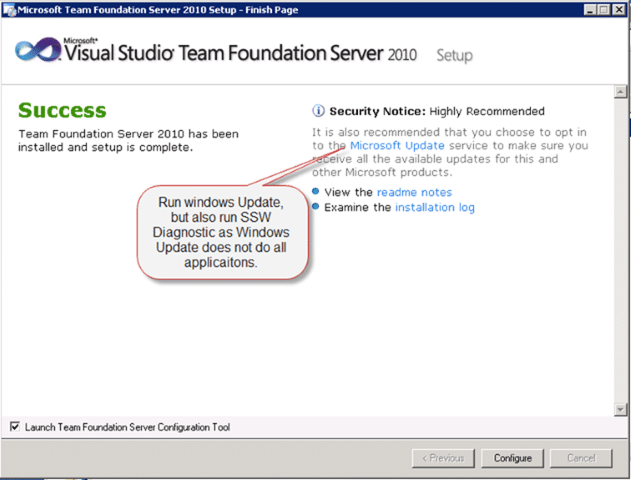 Microsoft Team Foundation Server 2010 Setup - Finish Page
Microsoft®
Visual Studio Team Foundation Server 2010 Setup
Success
Team Foundation Server 2010 has been
installed and setup is complete.
Security Notice: Highly Recommended
It is also recommended that you choose to opt in
to the Microsoft Update service to make sure you
receive all the available updates for this and
other Microsoft products.
View the readme notes
Examine the installation log
Run windows Update,
but also run SSW
Diagnostic as Windows
Update does not do all
applicaitons.
Launch Team Foundation Server Configuration Tool
< Previous
Configure
Cancel